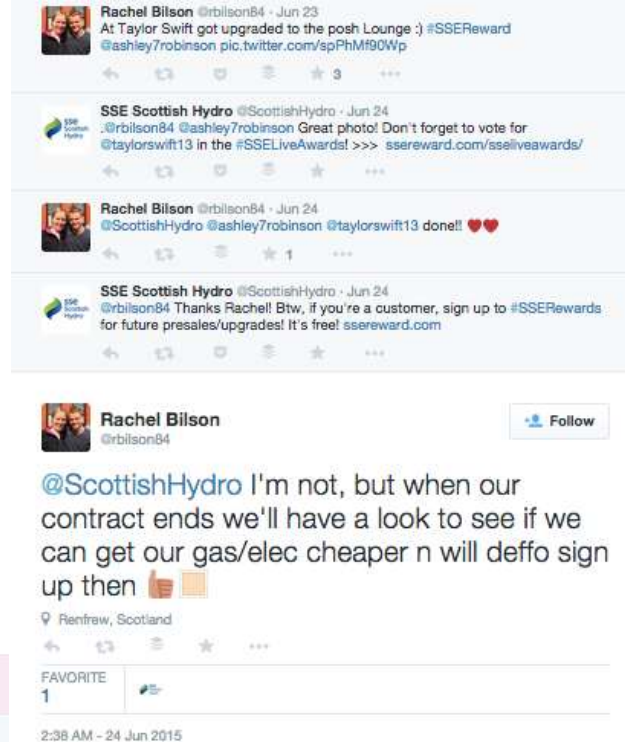 Rachel Bilson @rbilson84 · Jun 23
At Taylor Swift got upgraded to the posh Lounge :) #SSEReward
@ashley7robinson pic.twitter.com/spPhMf90Wp
3
SSE Scottish Hydro @ScottishHydro · Jun 24
.@rbilson84 @ashley7robinson Great photo! Don't forget to vote for
@taylorswift13 in the #SSELiveAwards! >>> ssereward.com/sseliveawards/
Rachel Bilson @rbilson84 · Jun 24
@ScottishHydro @ashley7robinson @taylorswift13 done!! ❤❤
1
SSE Scottish Hydro @ScottishHydro · Jun 24
@rbilson84 Thanks Rachel! Btw, if you're a customer, sign up to #SSERewards
for future presales/upgrades! It's free! ssereward.com
Rachel Bilson
@rbilson84
Follow
@ScottishHydro I'm not, but when our
contract ends we'll have a look to see if we
can get our gas/elec cheaper n will deffo sign
up then 👍🏼
Renfrew, Scotland
FAVORITE
1
2:38 AM - 24 Jun 2015